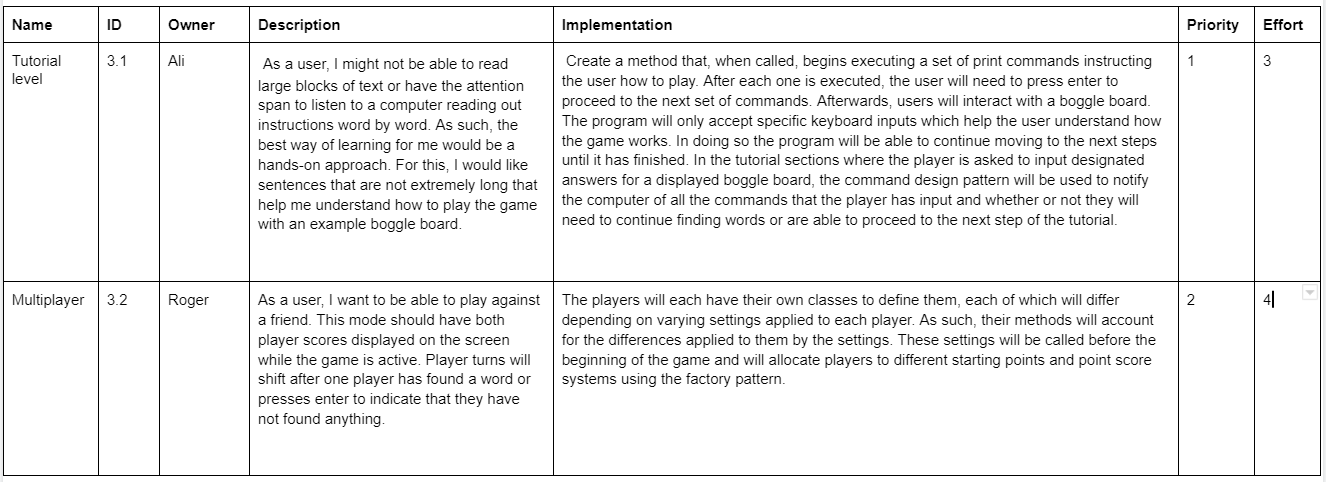 Name ID Owner Description Implementation Priority Effort
Tutorial
level
3.1
Ali
As a user, I might not be able to read
large blocks of text or have the attention
span to listen to a computer reading out
instructions word by word. As such, the
best way of learning for me would be a
hands-on approach. For this, I would like
sentences that are not extremely long that
help me understand how to play the game
with an example boggle board.
Create a method that, when called, begins executing a set of print commands instructing
the user how to play. After each one is executed, the user will need to press enter to
proceed to the next set of commands. Afterwards, users will interact with a boggle board.
The program will only accept specific keyboard inputs which help the user understand how
the game works. In doing so the program will be able to continue moving to the next steps
until it has finished. In the tutorial sections where the player is asked to input designated
answers for a displayed boggle board, the command design pattern will be used to notify
the computer of all the commands that the player has input and whether or not they will
need to continue finding words or are able to proceed to the next step of the tutorial.
1
3
Multiplayer
3.2
Roger
As a user, I want to be able to play against
a friend. This mode should have both
player scores displayed on the screen
while the game is active. Player turns will
shift after one player has found a word or
presses enter to indicate that they have
not found anything.
The players will each have their own classes to define them, each of which will differ
depending on varying settings applied to each player. As such, their methods will account
for the differences applied to them by the settings. These settings will be called before the
beginning of the game and will allocate players to different starting points and point score
systems using the factory pattern.
2
4